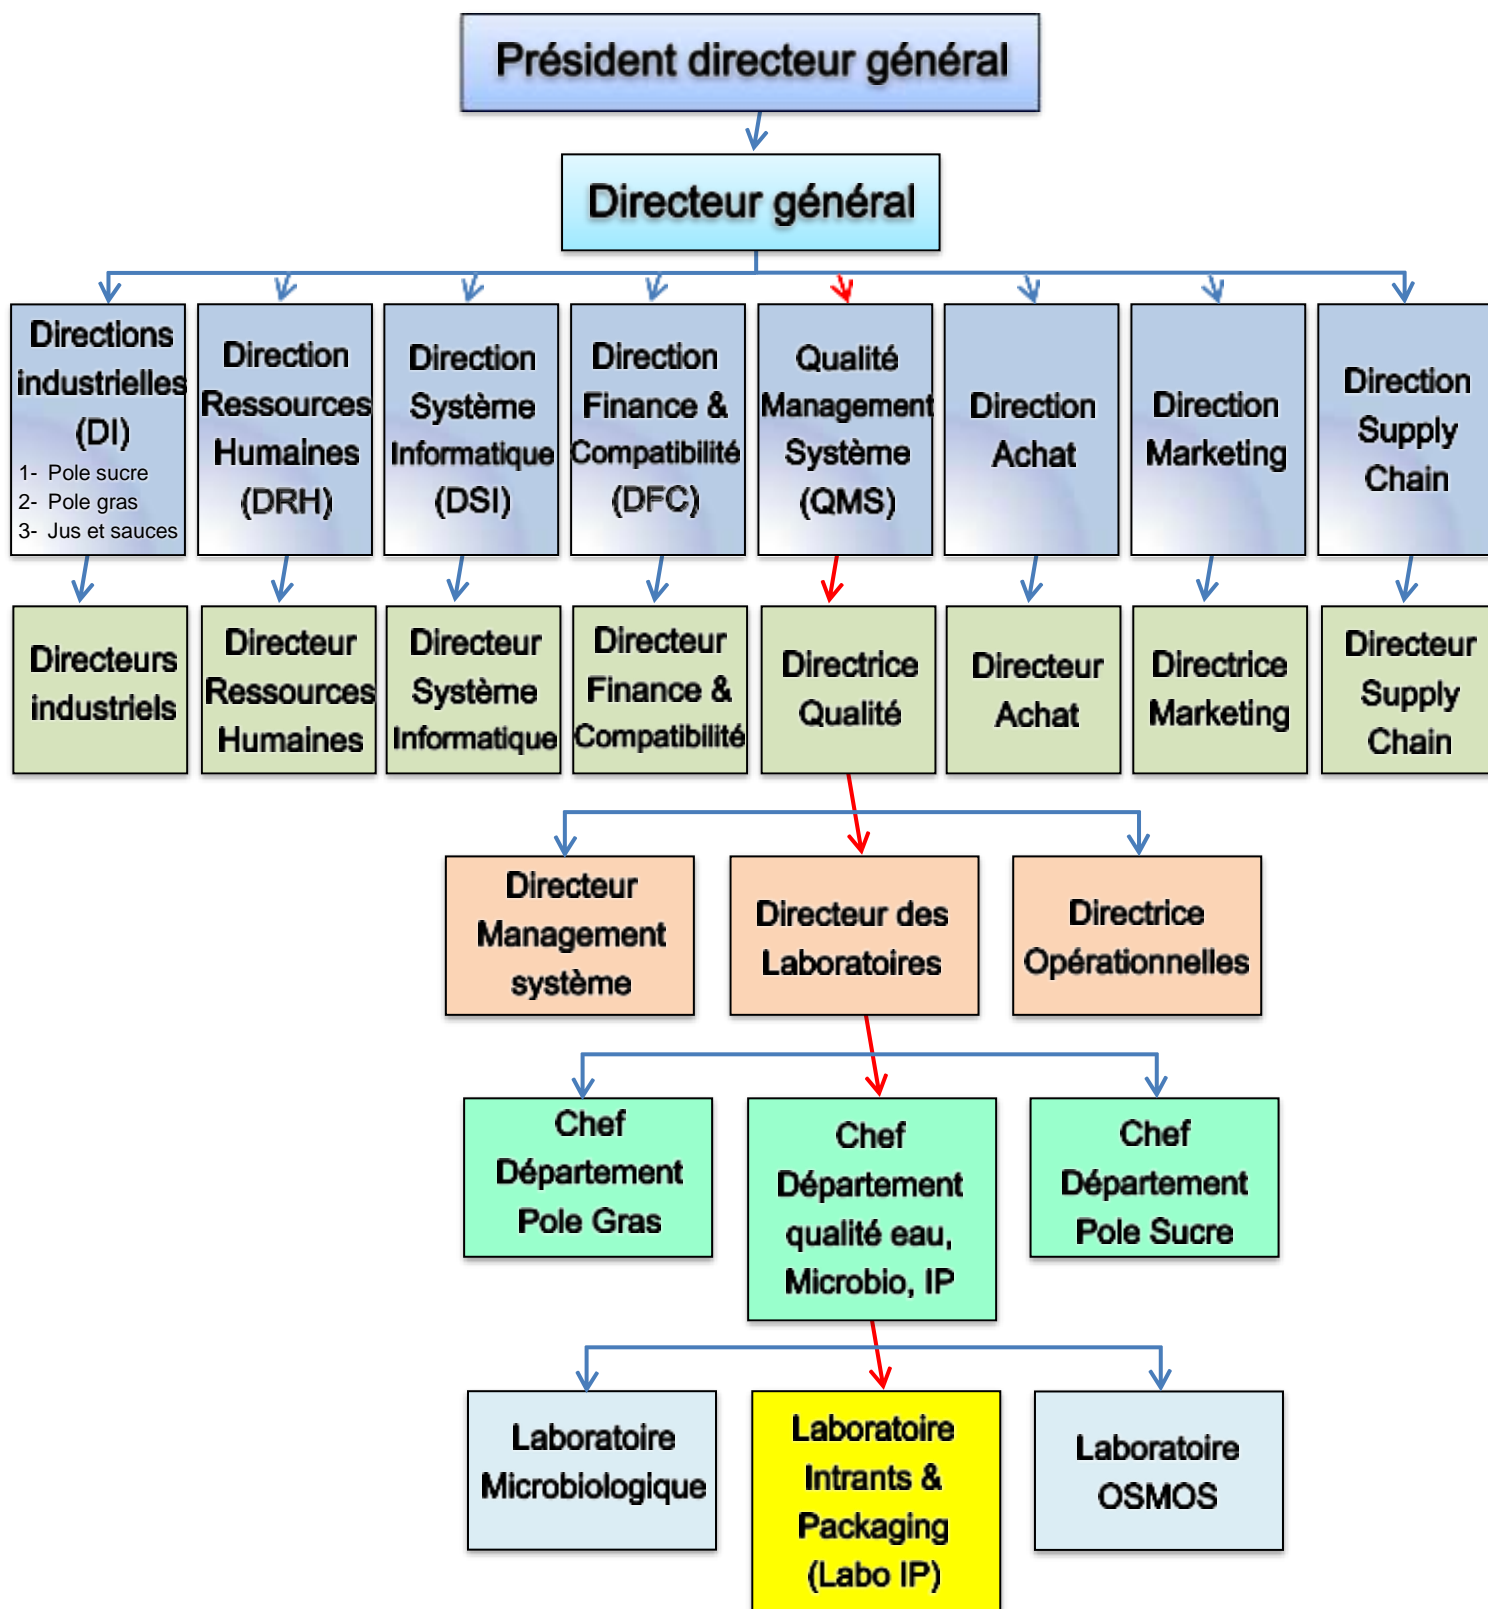 Président directeur général
Directeur général
Directions
industrielles
(DI)
1- Pole sucre
2- Pole gras
3- Jus et sauces
Direction
Ressources
Humaines
(DRH)
Direction
Système
Informatique
(DSI)
Direction
Finance &
Compatibilité
(DFC)
Qualité
Management
Système
(QMS)
Direction
Achat
Direction
Marketing
Direction
Supply
Chain
Directeurs
industriels
Directeur
Ressources
Humaines
Directeur
Système
Informatique
Directeur
Finance &
Compatibilité
Directrice
Qualité
Directeur
Achat
Directrice
Marketing
Directeur
Supply
Chain
Directeur
Management
système
Directeur des
Laboratoires
Directrice
Opérationnelles
Chef
Département
Pole Gras
Chef
Département
qualité eau,
Microbio, IP
Chef
Département
Pole Sucre
Laboratoire
Microbiologique
Laboratoire
Intrants &
Packaging
(Labo IP)
Laboratoire
OSMOS